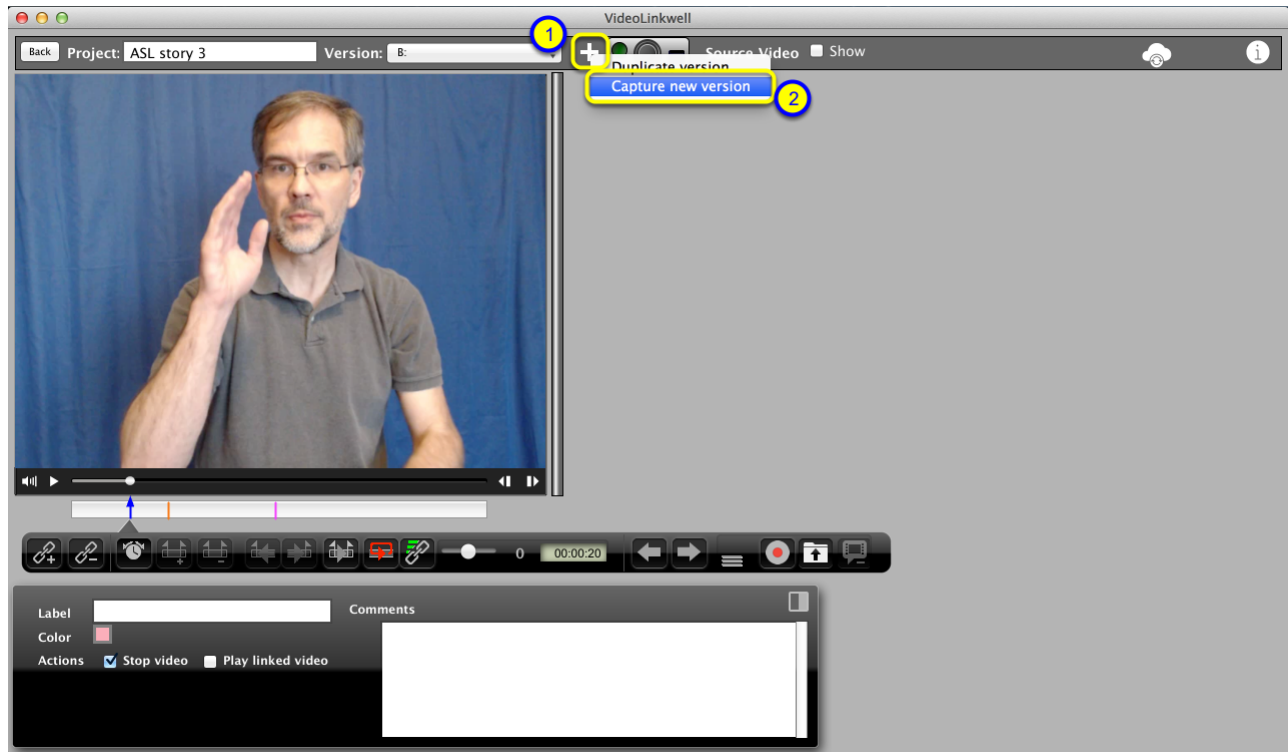 VideoLinkwell
1
Back Project: ASL story 3 Version: B: Source Video Show i
Duplicate version
Capture new version
2
0 00:00:20
Label Comments
Color
Actions Stop video Play linked video